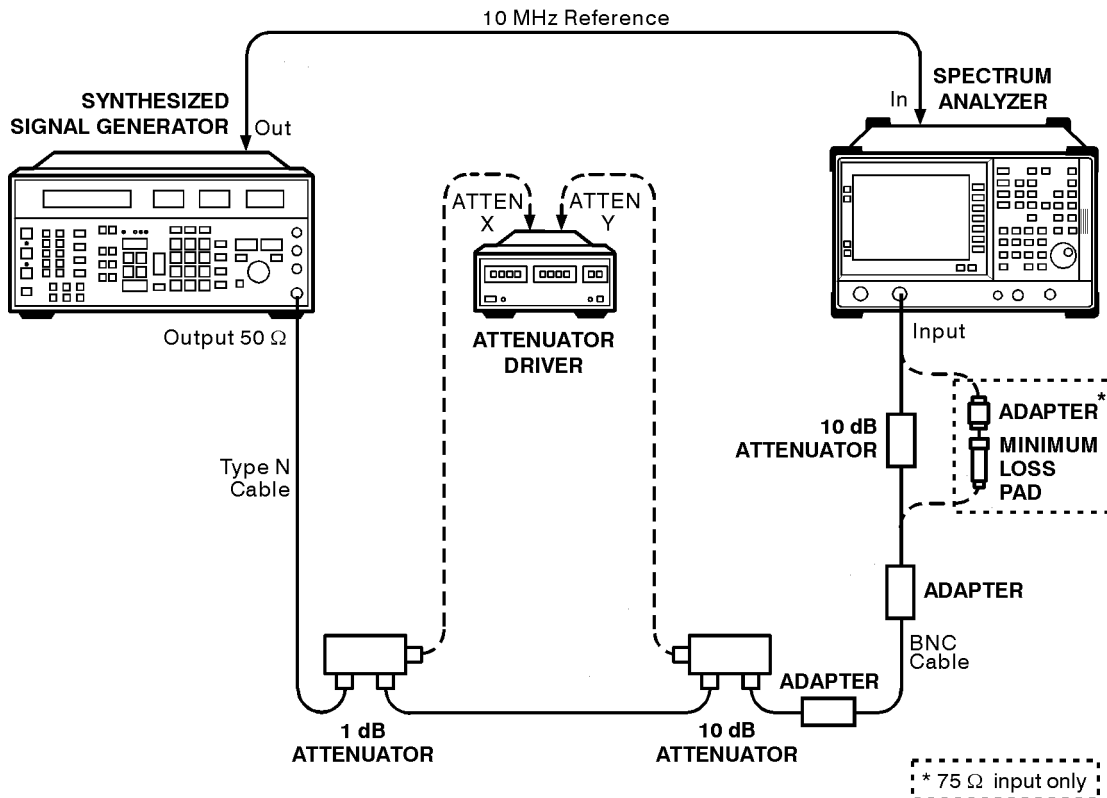 10 MHz Reference
SYNTHESIZED
SIGNAL GENERATOR
Out
SPECTRUM
ANALYZER
In
ATTEN
X
ATTEN
Y
ATTENUATOR
DRIVER
Output 50 Ω
Input
10 dB
ATTENUATOR
ADAPTER*
MINIMUM
LOSS
PAD
Type N
Cable
ADAPTER
BNC
Cable
ADAPTER
1 dB
ATTENUATOR
10 dB
ATTENUATOR
* 75 Ω input only